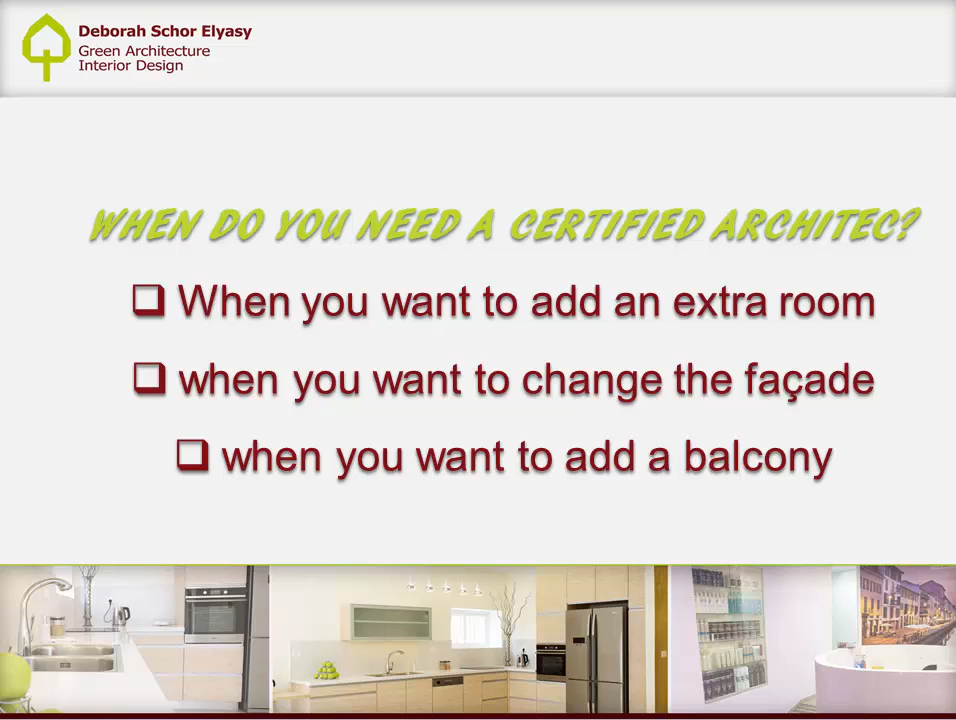 Deborah Schor Elyasy
Green Architecture
Interior Design
WHEN DO YOU NEED A CERTIFIED ARCHITEC?
When you want to add an extra room
when you want to change the façade
when you want to add a balcony